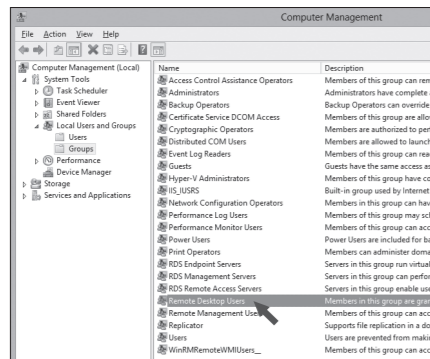 Computer Management
File Action View Help
Computer Management (Local)
System Tools
Task Scheduler
Event Viewer
Shared Folders
Local Users and Groups
Users
Groups
Performance
Device Manager
Storage
Services and Applications
Name Description
Access Control Assistance Operators Members of this group can rem
Administrators Administrators have complete
Backup Operators Backup Operators can override
Certificate Service DCOM Access Members of this group are allo
Cryptographic Operators Members are authorized to per
Distributed COM Users Members are allowed to launch
Event Log Readers Members of this group can rea
Guests Guests have the same access as
Hyper-V Administrators Members of this group have co
IIS_IUSRS Built-in group used by Internet
Network Configuration Operators Members in this group can hav
Performance Log Users Members of this group may sch
Performance Monitor Users Members of this group can acc
Power Users Power Users are included for ba
Print Operators Members can administer doma
RDS Endpoint Servers Servers in this group run virtual
RDS Management Servers Servers in this group can perfor
RDS Remote Access Servers Servers in this group enable use
Remote Desktop Users Members in this group are gran
Remote Management Use Members of this group can acc
Replicator Supports file replication in a do
Users Users are prevented from maki
WinRMRemoteWMIUsers__ Members of this group can acc